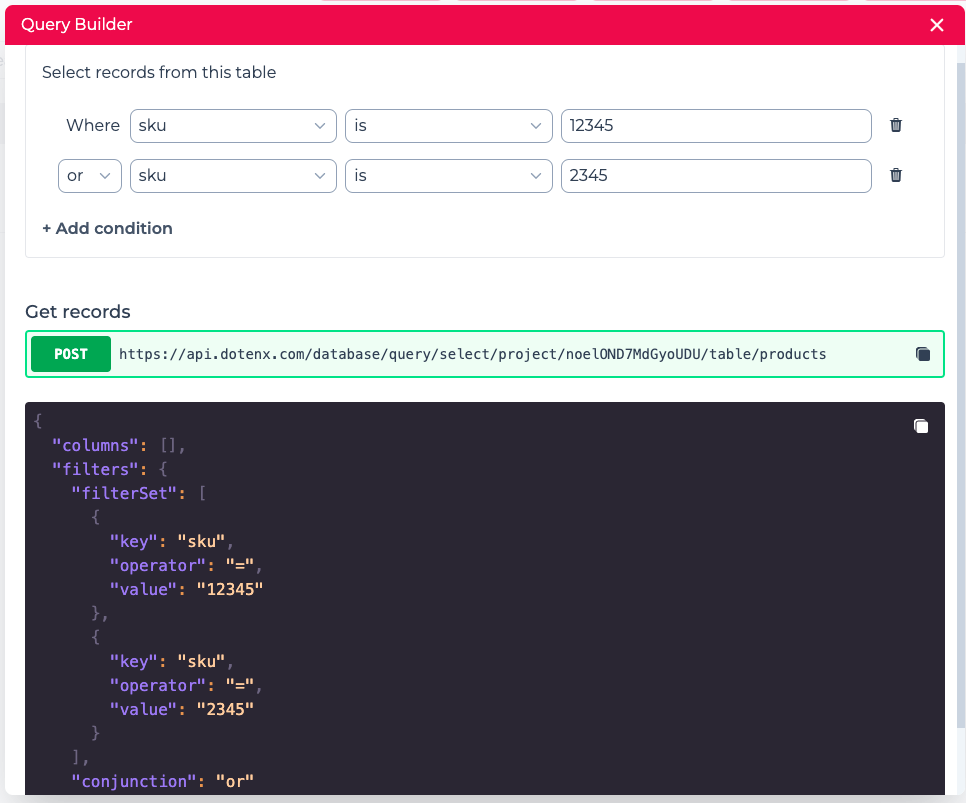 Query Builder
Select records from this table
Where sku is 12345
or sku is 2345
+ Add condition
Get records
POST https://api.dotenx.com/database/query/select/project/noelOND7MdGyoUDU/table/products
{
"columns": [],
"filters": {
"filterSet": [
{
"key": "sku",
"operator": "=",
"value": "12345"
},
{
"key": "sku",
"operator": "=",
"value": "2345"
}
],
"conjunction": "or"